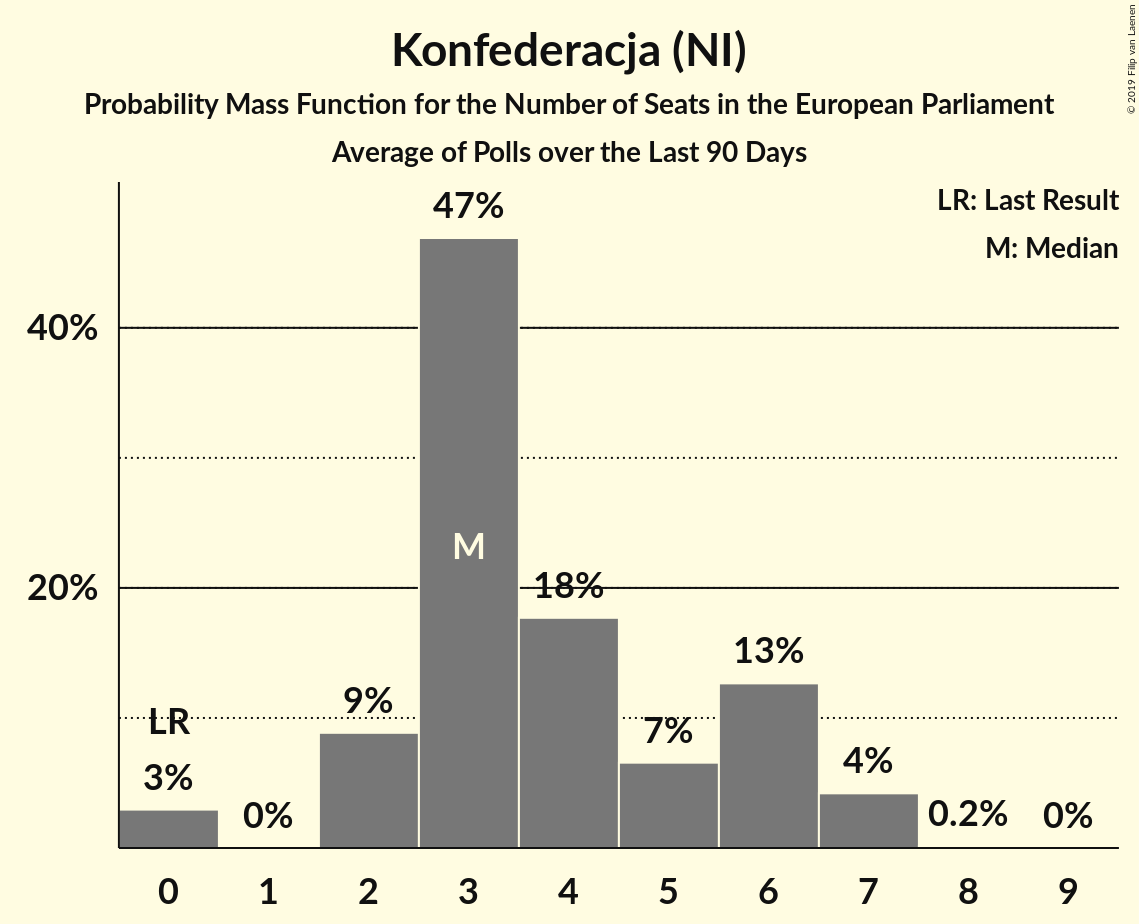 Konfederacja (NI)
Probability Mass Function for the Number of Seats in the European Parliament
Average of Polls over the Last 90 Days
© 2019 Filip van Laenen
LR: Last Result
M: Median
47%
40%
M
20%
18%
13%
9%
LR
7%
3%
4%
0%
0.2%
0%
0 1 2 3 4 5 6 7 8 9